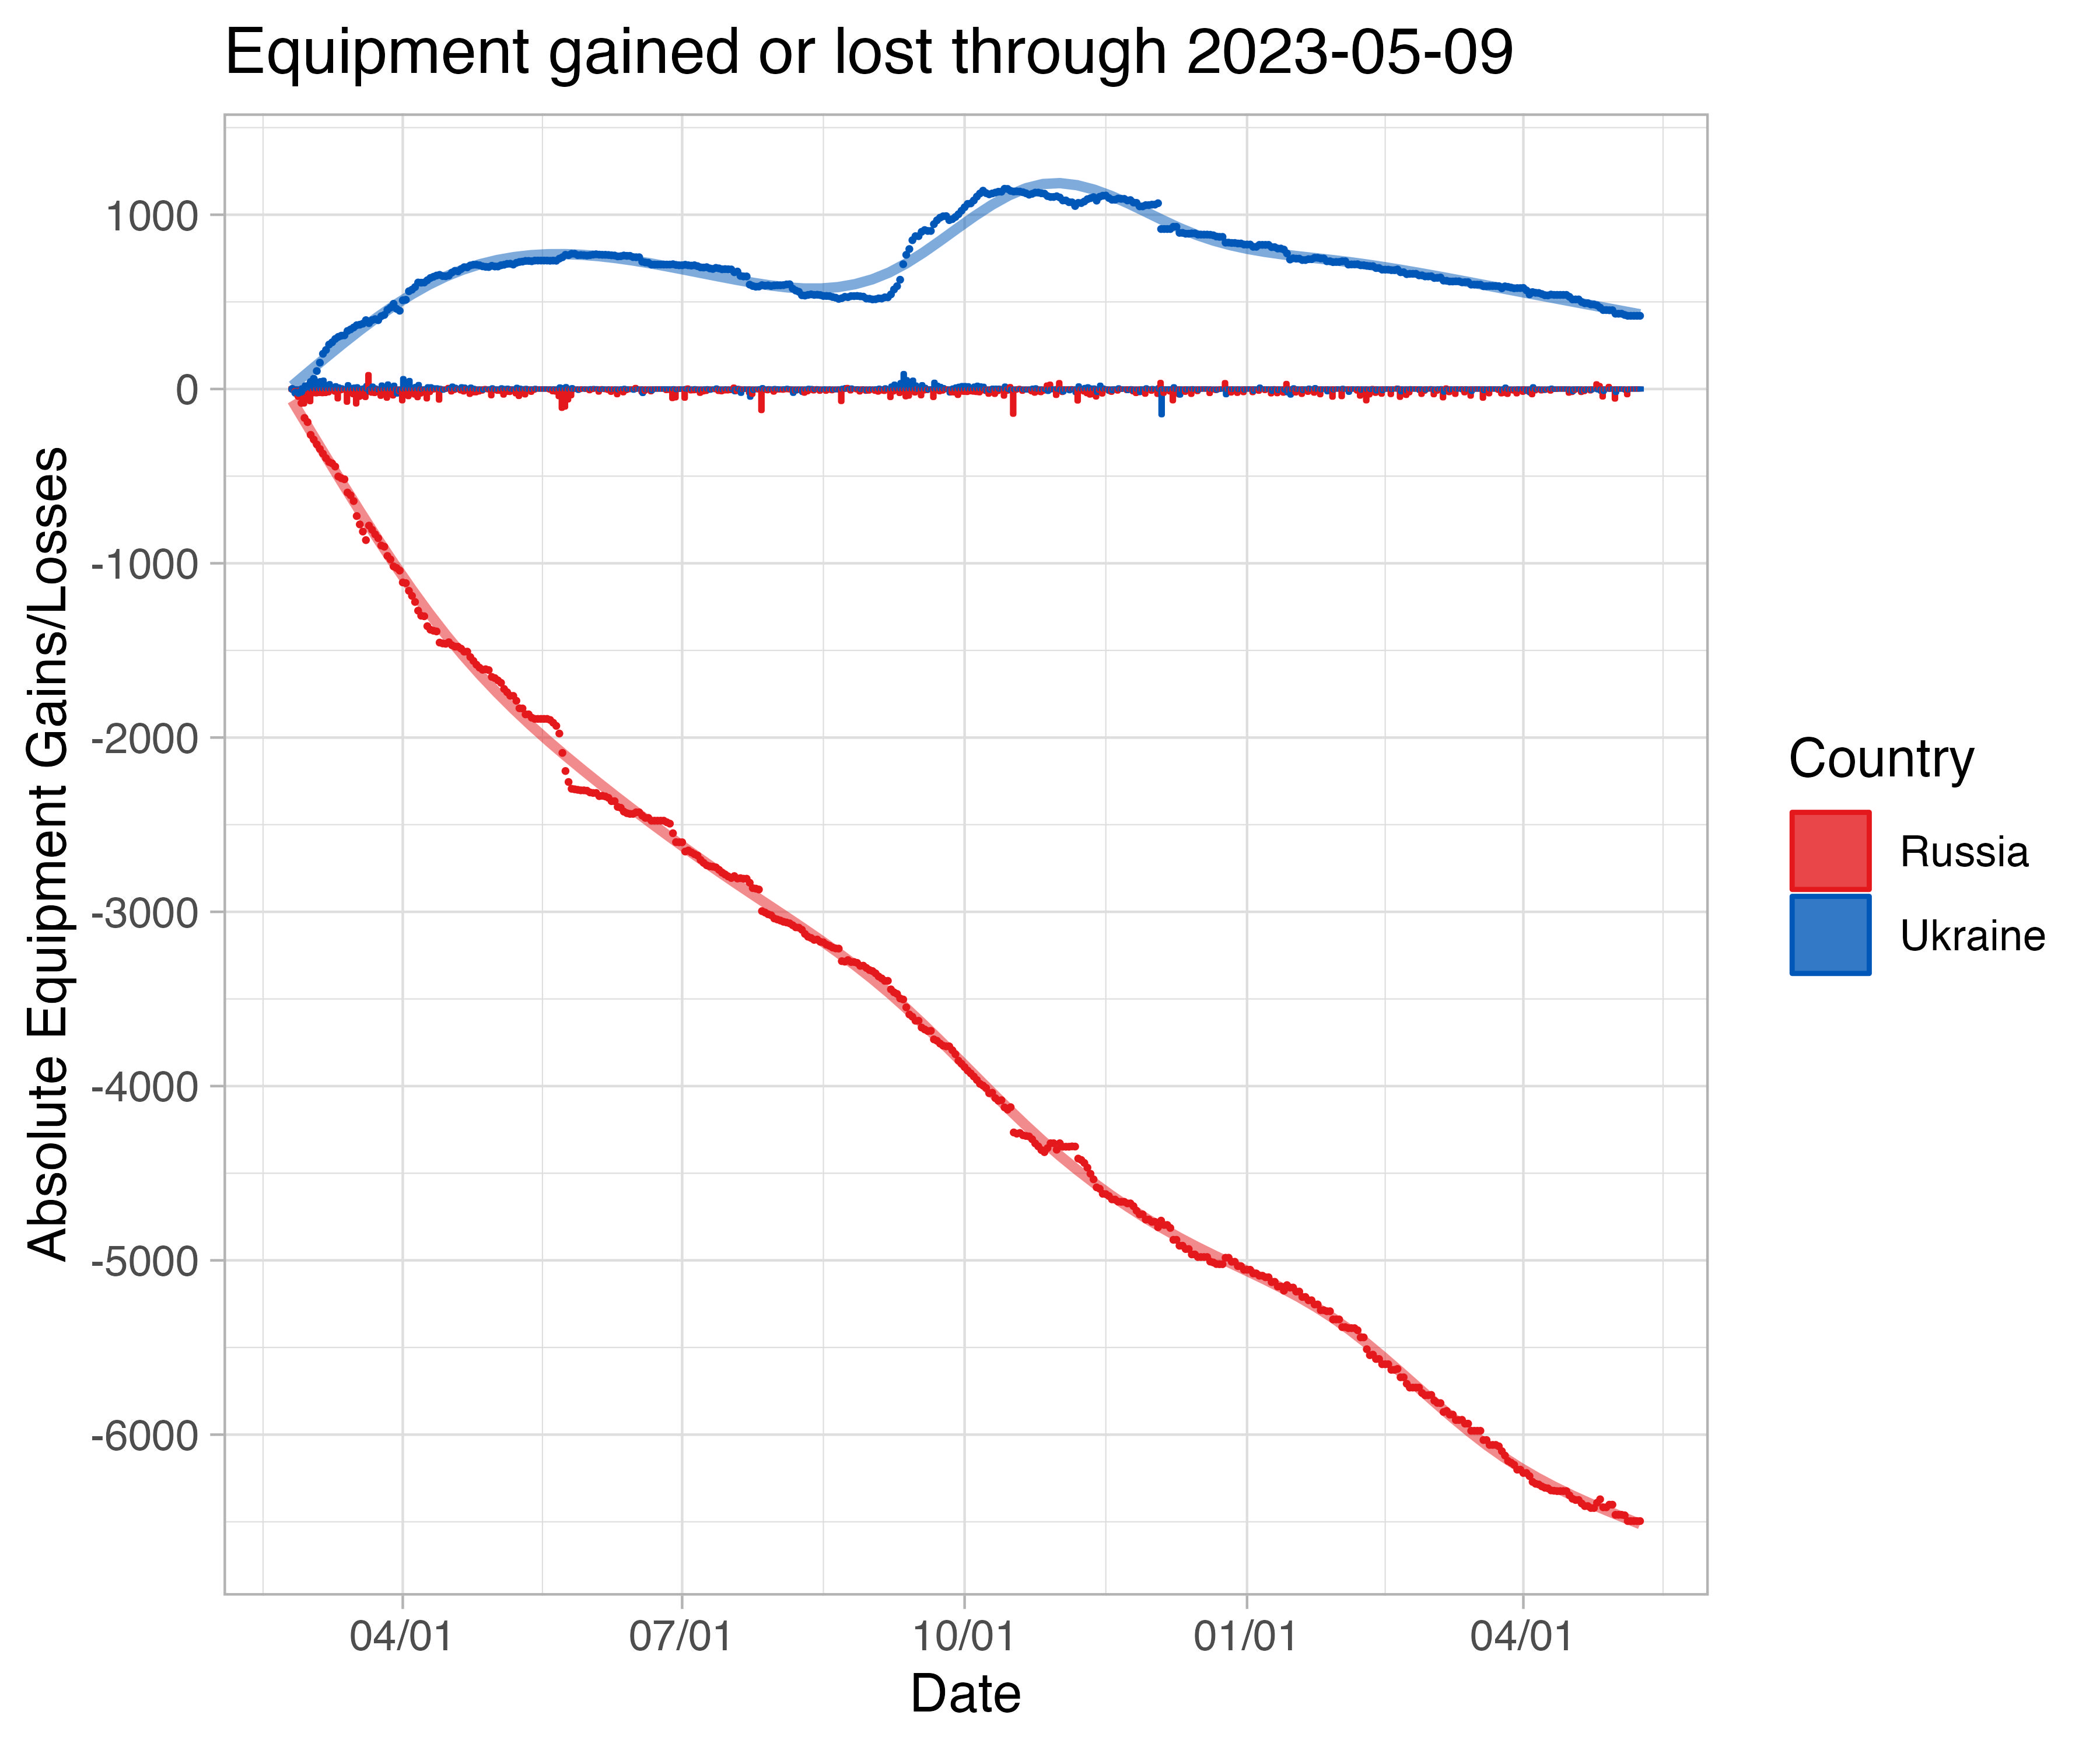 Equipment gained or lost through 2023-05-09
Absolute Equipment Gains/Losses
1000
0
-1000
-2000
-3000
-4000
-5000
-6000
04/01 07/01 10/01 01/01 04/01
Date
Country
Russia
Ukraine